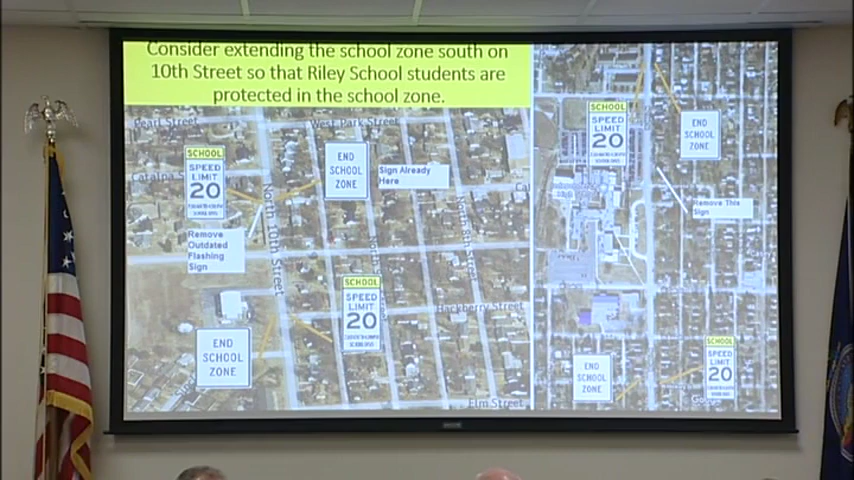 Consider extending the school zone south on
10th Street so that Riley School students are
protected in the school zone.
Pearl Street
West Park Street
SCHOOL
SPEED
LIMIT
20
END
SCHOOL
ZONE
Sign Already
Here
Catalpa
North 10th Street
North 8th Street
Remove
Outdated
Flashing
Sign
SCHOOL
SPEED
LIMIT
20
Hackberry Street
END
SCHOOL
ZONE
Elm Street
SCHOOL
SPEED
LIMIT
20
END
SCHOOL
ZONE
Remove This
Sign
END
SCHOOL
ZONE
SCHOOL
SPEED
LIMIT
20
Google